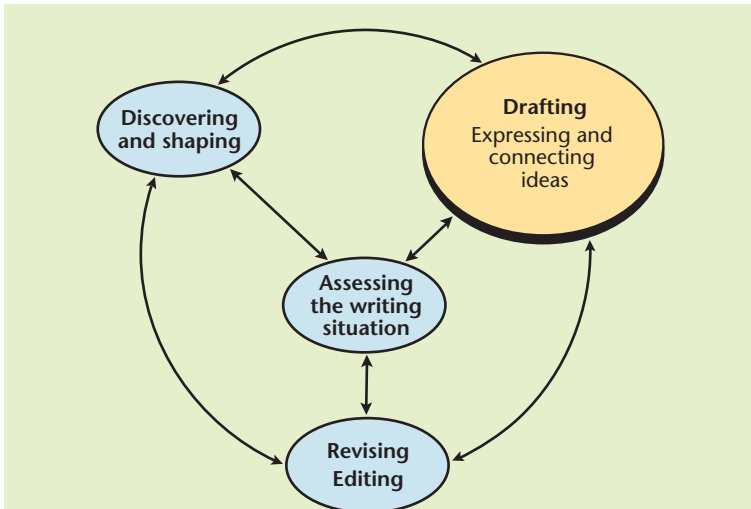 Discovering
and shaping
Drafting
Expressing and
connecting
ideas
Assessing
the writing
situation
Revising
Editing